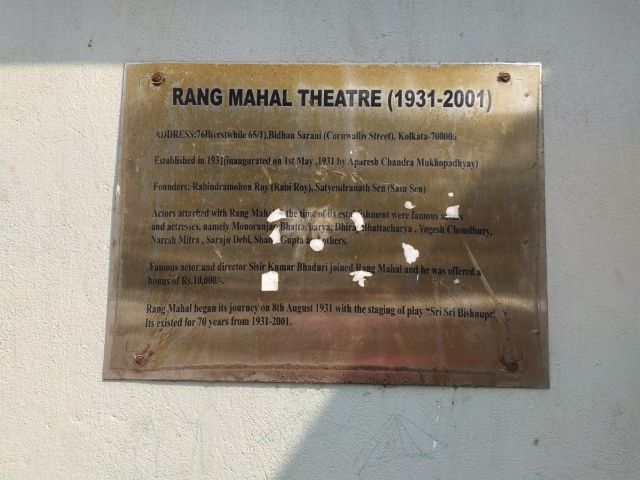 RANG MAHAL THEATRE (1931-2001)
ADDRESS:76B(erstwhile 65/1),Bidhan Sarani (Cornwallis Street), Kolkata-700006
Established in 1931(inaugurated on 1st May ,1931 by Aparesh Chandra Mukhopadhyay)
Founders: Rabindramohon Roy (Rabi Roy), Satyendranath Sen (Satu Sen)
Actors attached with Rang Mahal the time of its establishment were famous
and actresses, namely Monoranjan Bhattacharya, Bhattacharya , Yogesh Choudhury,
Naresh Mitra , Saraju Debi, Gupta others.
Famous actor and director Sisir Kumar Bhaduri joined Rang Mahal and he was offered a
bonus of Rs.10,000/-.
Rang Mahal began its journey on 8th August 1931 with the staging of play “Sri Sri
Its existed for 70 years from 1931-2001.